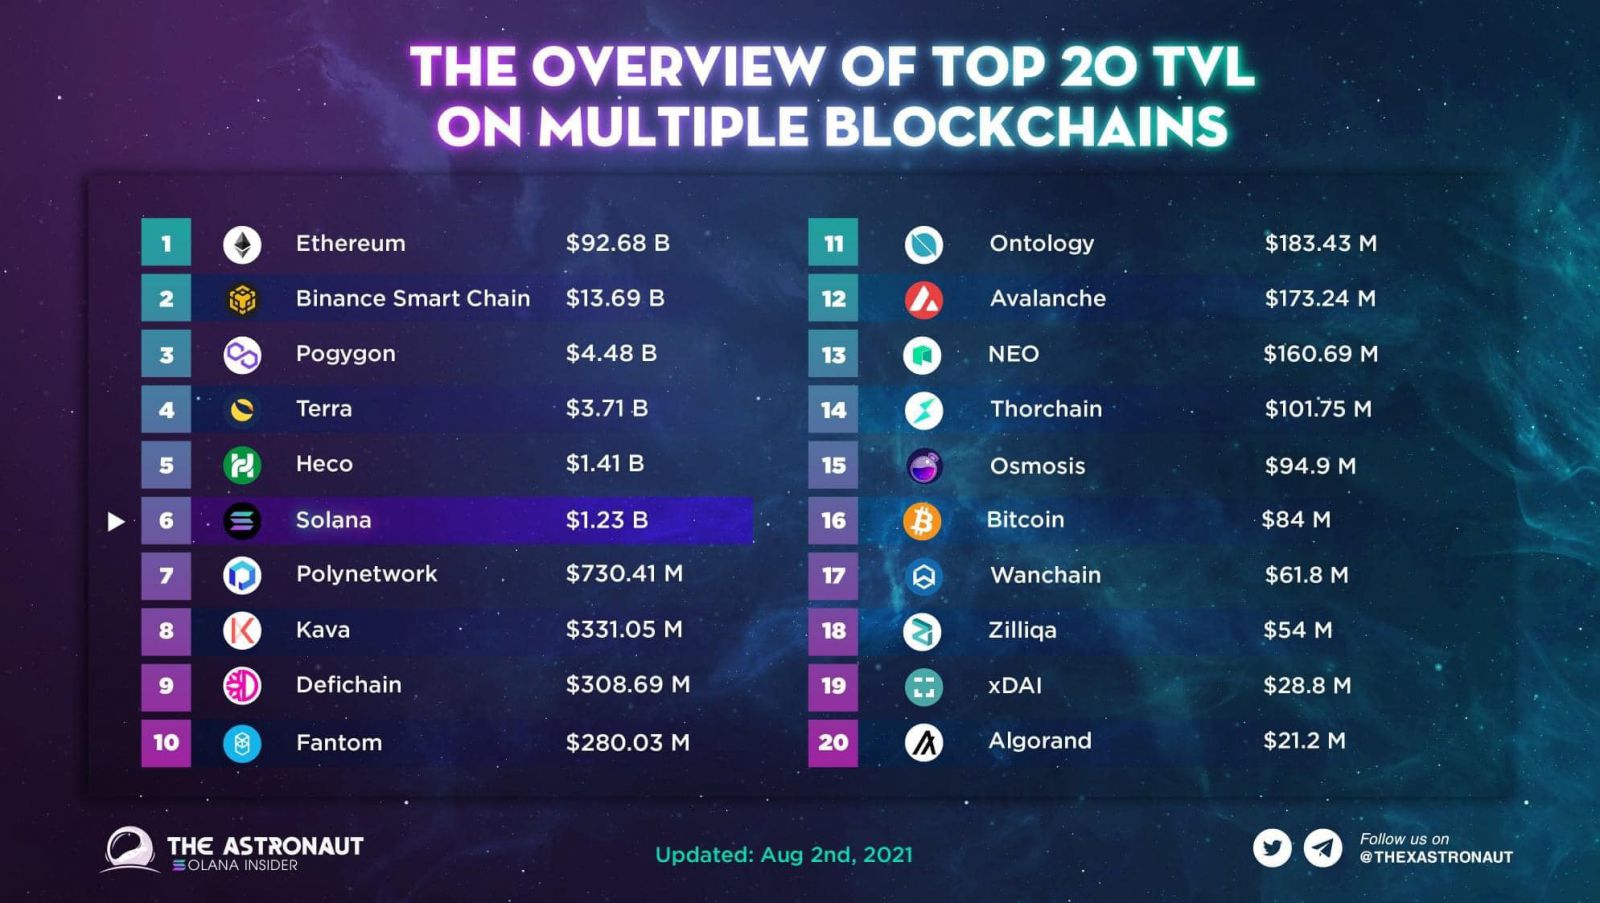 THE OVERVIEW OF TOP 20 TVL
ON MULTIPLE BLOCKCHAINS
1 Ethereum $92.68 B
2 Binance Smart Chain $13.69 B
3 Pogygon $4.48 B
4 Terra $3.71 B
5 Heco $1.41 B
6 Solana $1.23 B
7 Polynetwork $730.41 M
8 Kava $331.05 M
9 Defichain $308.69 M
10 Fantom $280.03 M
11 Ontology $183.43 M
12 Avalanche $173.24 M
13 NEO $160.69 M
14 Thorchain $101.75 M
15 Osmosis $94.9 M
16 Bitcoin $84 M
17 Wanchain $61.8 M
18 Zilliqa $54 M
19 xDAI $28.8 M
20 Algorand $21.2 M
THE ASTRONAUT
SOLANA INSIDER
Updated: Aug 2nd, 2021
Follow us on
@THEXASTRONAUT